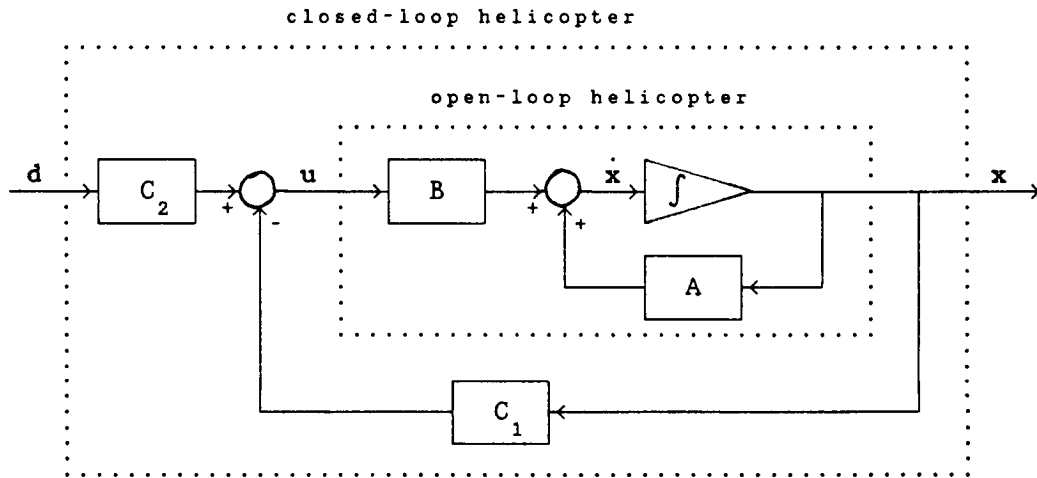 closed-loop helicopter
open-loop helicopter
d
C₂
+
-
u
B
+
+
ẋ
∫
x
A
C₁